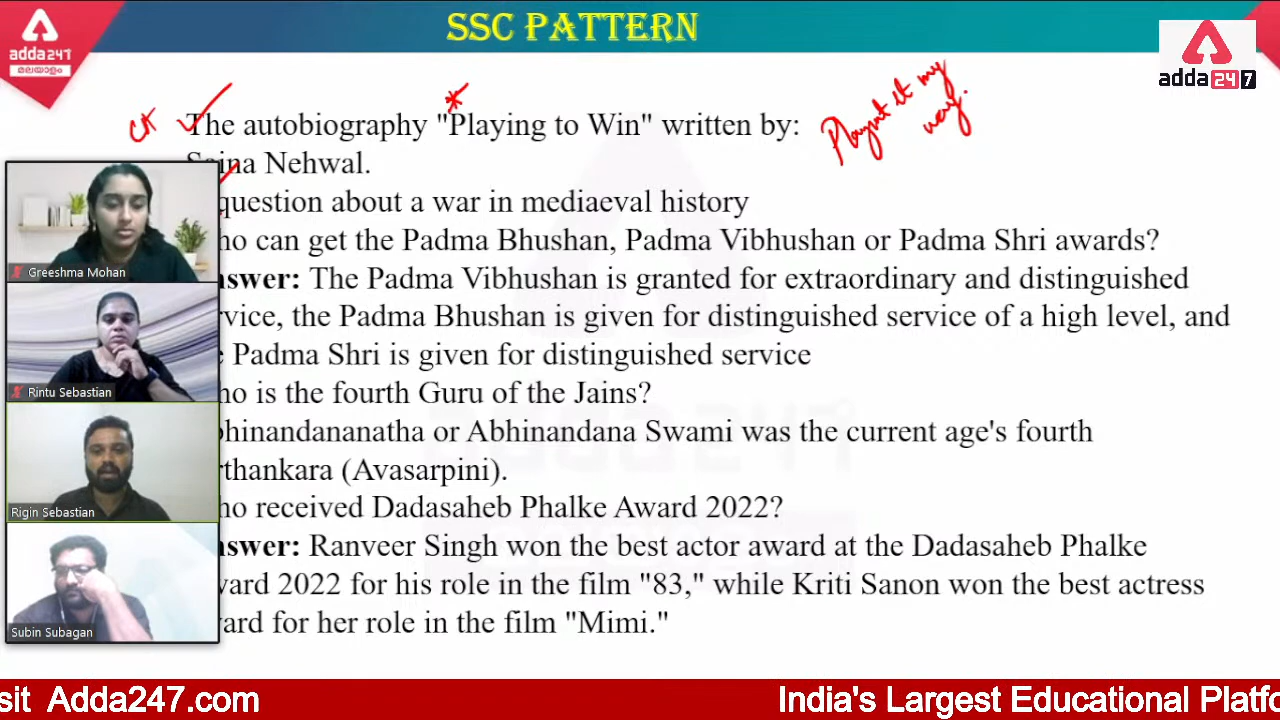 SSC PATTERN
adda247
മലയാളം
adda247
CA
The autobiography "Playing to Win" written by:
Playing it my
way.
Saina Nehwal.
question about a war in mediaeval history
ho can get the Padma Bhushan, Padma Vibhushan or Padma Shri awards?
nswer: The Padma Vibhushan is granted for extraordinary and distinguished
rvice, the Padma Bhushan is given for distinguished service of a high level, and
e Padma Shri is given for distinguished service
ho is the fourth Guru of the Jains?
bhinandananatha or Abhinandana Swami was the current age's fourth
rthankara (Avasarpini).
ho received Dadasaheb Phalke Award 2022?
nswer: Ranveer Singh won the best actor award at the Dadasaheb Phalke
ward 2022 for his role in the film "83," while Kriti Sanon won the best actress
ward for her role in the film "Mimi."
Greeshma Mohan
Rintu Sebastian
Rigin Sebastian
Subin Subagan
sit Adda247.com
India's Largest Educational Platfo